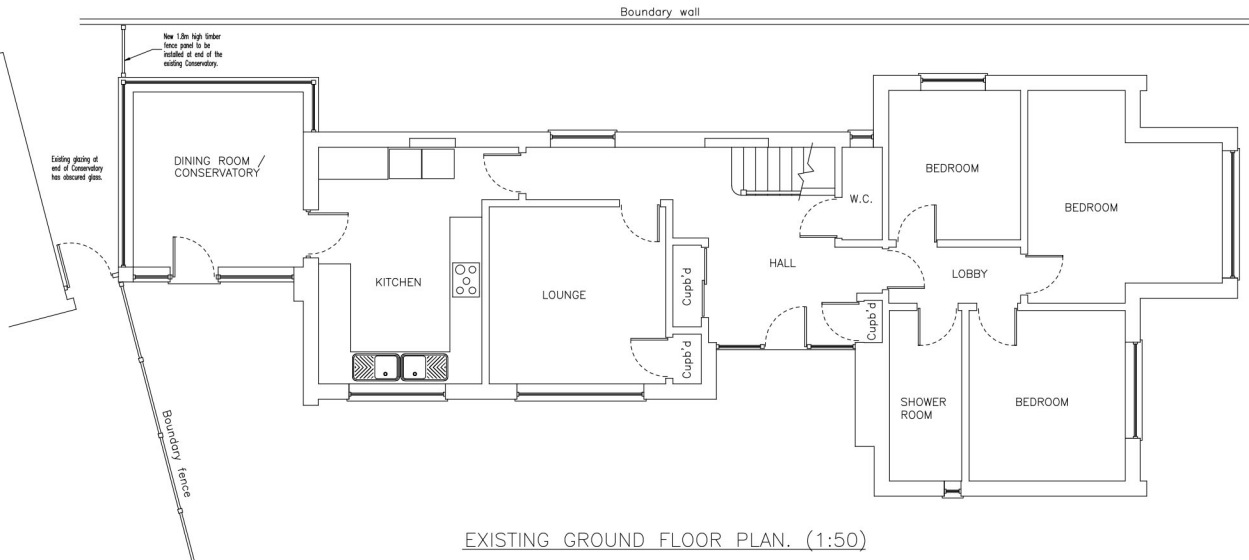 Boundary wall
New 1.8m high timber
fence panel to be
installed at end of the
existing Conservatory.
Existing glazing at
end of Conservatory
has obscured glass.
DINING ROOM /
CONSERVATORY
KITCHEN
LOUNGE
Cupb'd
Cupb'd
HALL
W.C.
Cupb'd
BEDROOM
BEDROOM
LOBBY
SHOWER
ROOM
BEDROOM
Boundary fence
EXISTING GROUND FLOOR PLAN. (1:50)